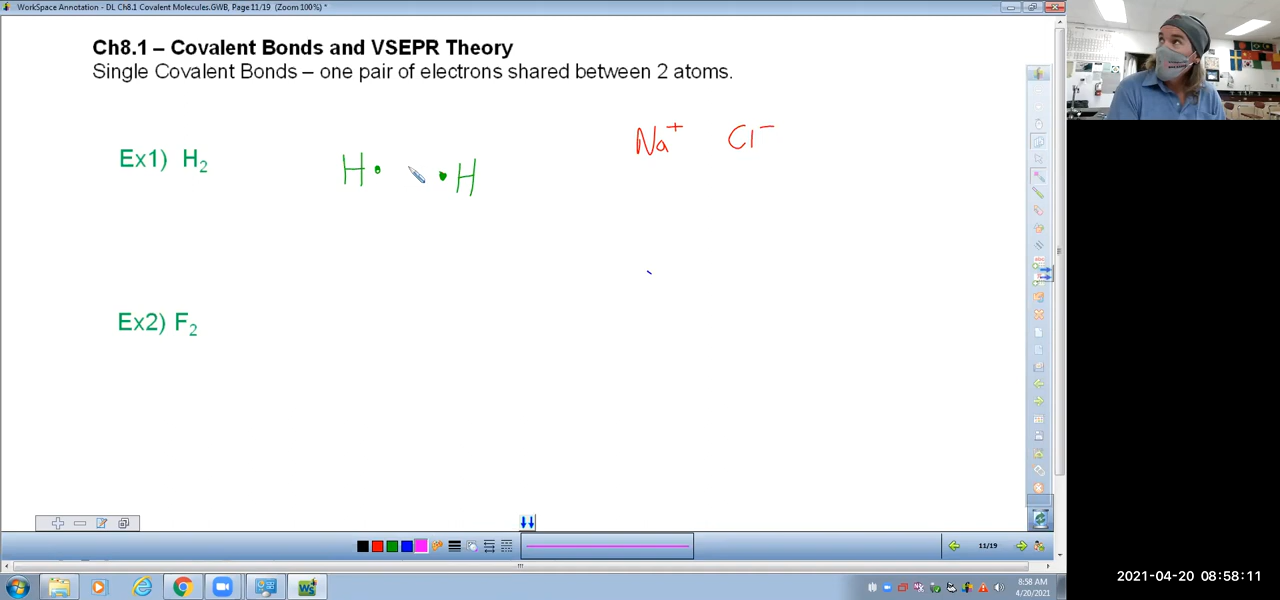 WorkSpace Annotation - DL Ch8.1 Covalent Molecules.GWB, Page11/19 (Zoom 100%) *
Ch8.1 – Covalent Bonds and VSEPR Theory
Single Covalent Bonds – one pair of electrons shared between 2 atoms.
Na⁺ Cl⁻
Ex1) H₂ H• •H
Ex2) F₂
11/19
8:58 AM
4/20/2021
2021-04-20 08:58:11